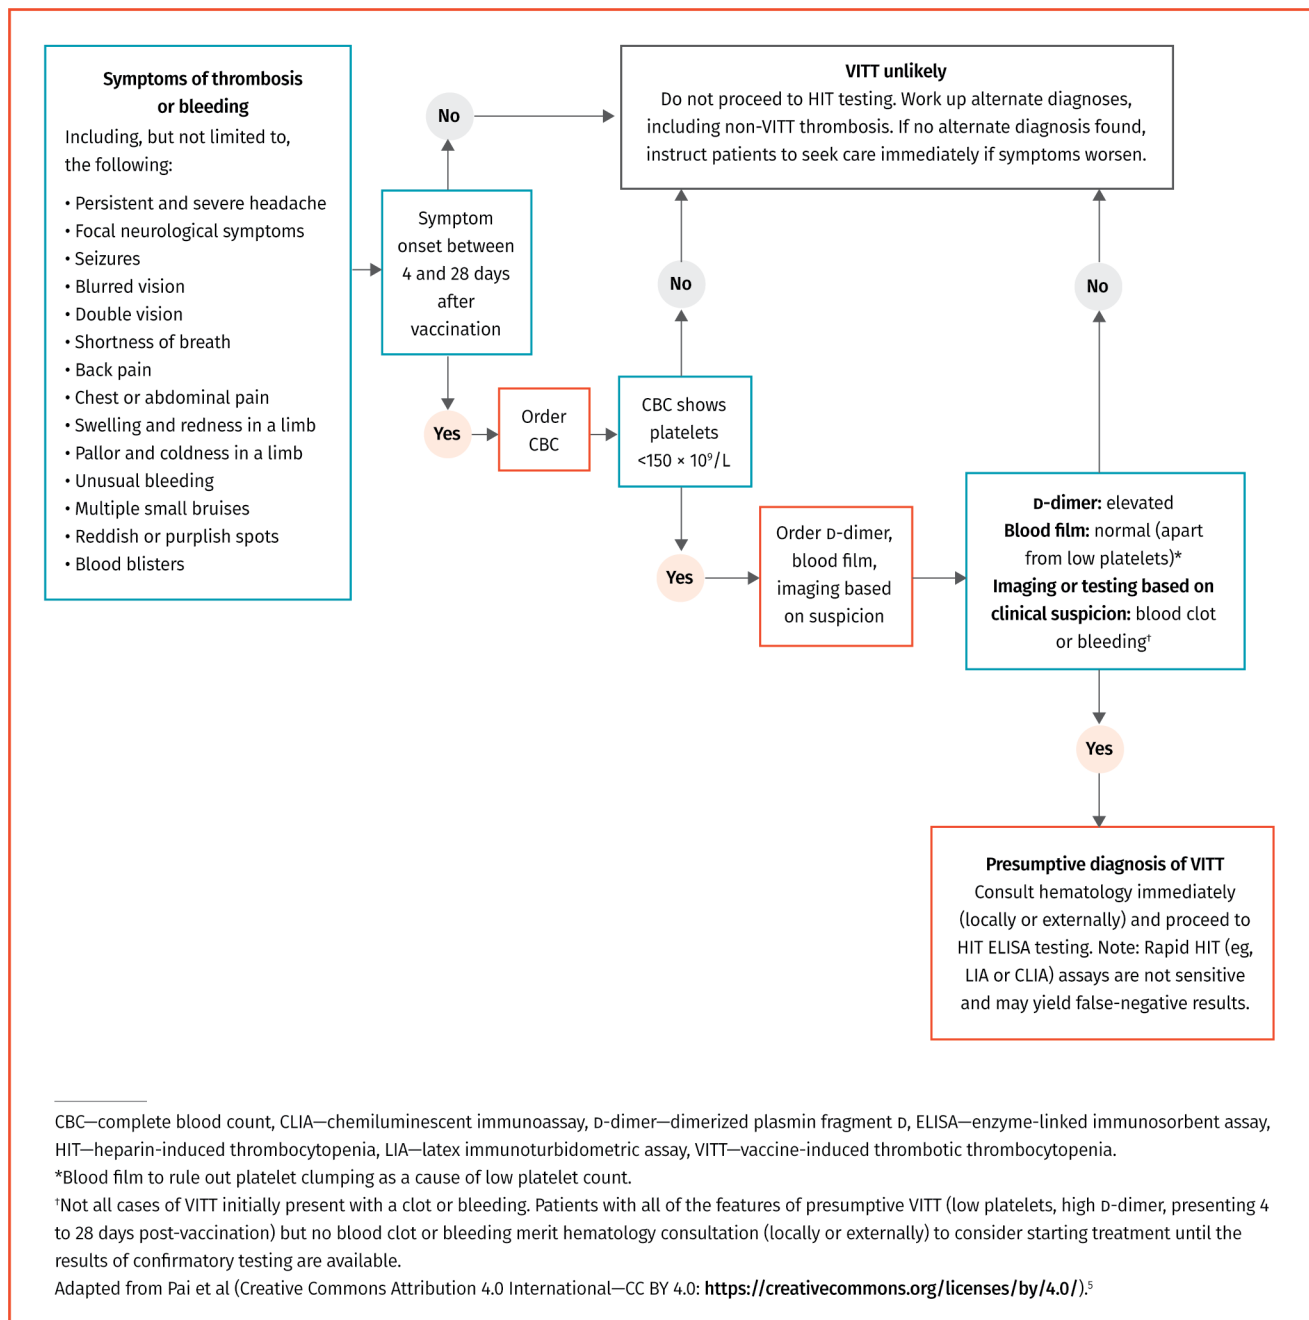 Symptoms of thrombosis
or bleeding
Including, but not limited to,
the following:
• Persistent and severe headache
• Focal neurological symptoms
• Seizures
• Blurred vision
• Double vision
• Shortness of breath
• Back pain
• Chest or abdominal pain
• Swelling and redness in a limb
• Pallor and coldness in a limb
• Unusual bleeding
• Multiple small bruises
• Reddish or purplish spots
• Blood blisters
Symptom
onset between
4 and 28 days
after
vaccination
No
VITT unlikely
Do not proceed to HIT testing. Work up alternate diagnoses,
including non-VITT thrombosis. If no alternate diagnosis found,
instruct patients to seek care immediately if symptoms worsen.
Yes
Order
CBC
CBC shows
platelets
<150 × 10⁹/L
No
Yes
Order D-dimer,
blood film,
imaging based
on suspicion
D-dimer: elevated
Blood film: normal (apart
from low platelets)*
Imaging or testing based on
clinical suspicion: blood clot
or bleeding†
No
Yes
Presumptive diagnosis of VITT
Consult hematology immediately
(locally or externally) and proceed to
HIT ELISA testing. Note: Rapid HIT (eg,
LIA or CLIA) assays are not sensitive
and may yield false-negative results.
CBC—complete blood count, CLIA—chemiluminescent immunoassay, D-dimer—dimerized plasmin fragment D, ELISA—enzyme-linked immunosorbent assay,
HIT—heparin-induced thrombocytopenia, LIA—latex immunoturbidometric assay, VITT—vaccine-induced thrombotic thrombocytopenia.
*Blood film to rule out platelet clumping as a cause of low platelet count.
†Not all cases of VITT initially present with a clot or bleeding. Patients with all of the features of presumptive VITT (low platelets, high D-dimer, presenting 4
to 28 days post-vaccination) but no blood clot or bleeding merit hematology consultation (locally or externally) to consider starting treatment until the
results of confirmatory testing are available.
Adapted from Pai et al (Creative Commons Attribution 4.0 International—CC BY 4.0: https://creativecommons.org/licenses/by/4.0/).⁵